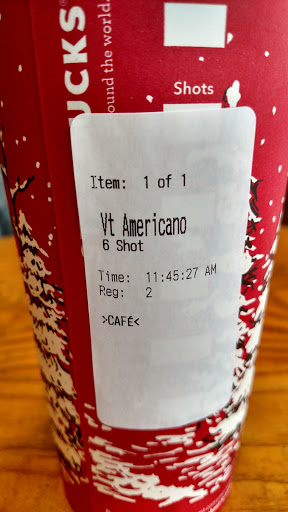 UCKS®
ound the world.
Shots
Item: 1 of 1
Vt Americano
6 Shot
Time: 11:45:27 AM
Reg: 2
>CAFÉ<